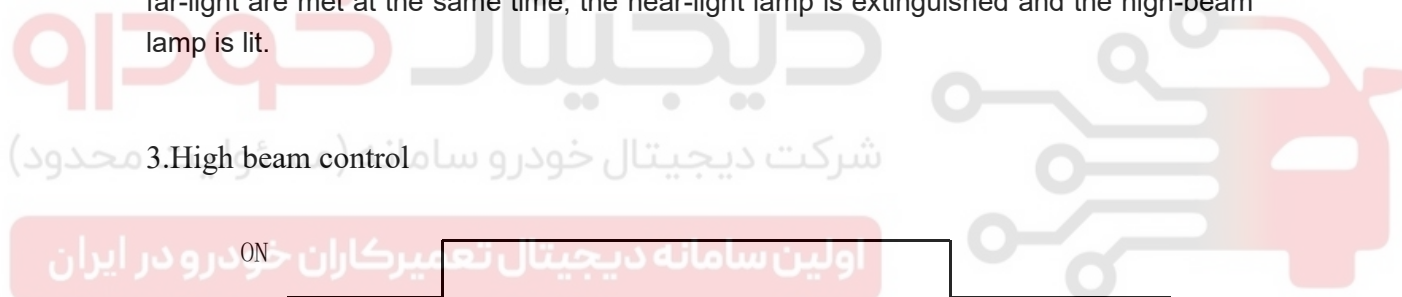 far-light are met at the same time, the near-light lamp is extinguished and the high-beam
lamp is lit.
دیجیتال خودرو
شرکت دیجیتال خودرو سامانه (مسئولیت محدود)
3.High beam control
اولین سامانه دیجیتال تعمیرکاران خودرو در ایران
ON